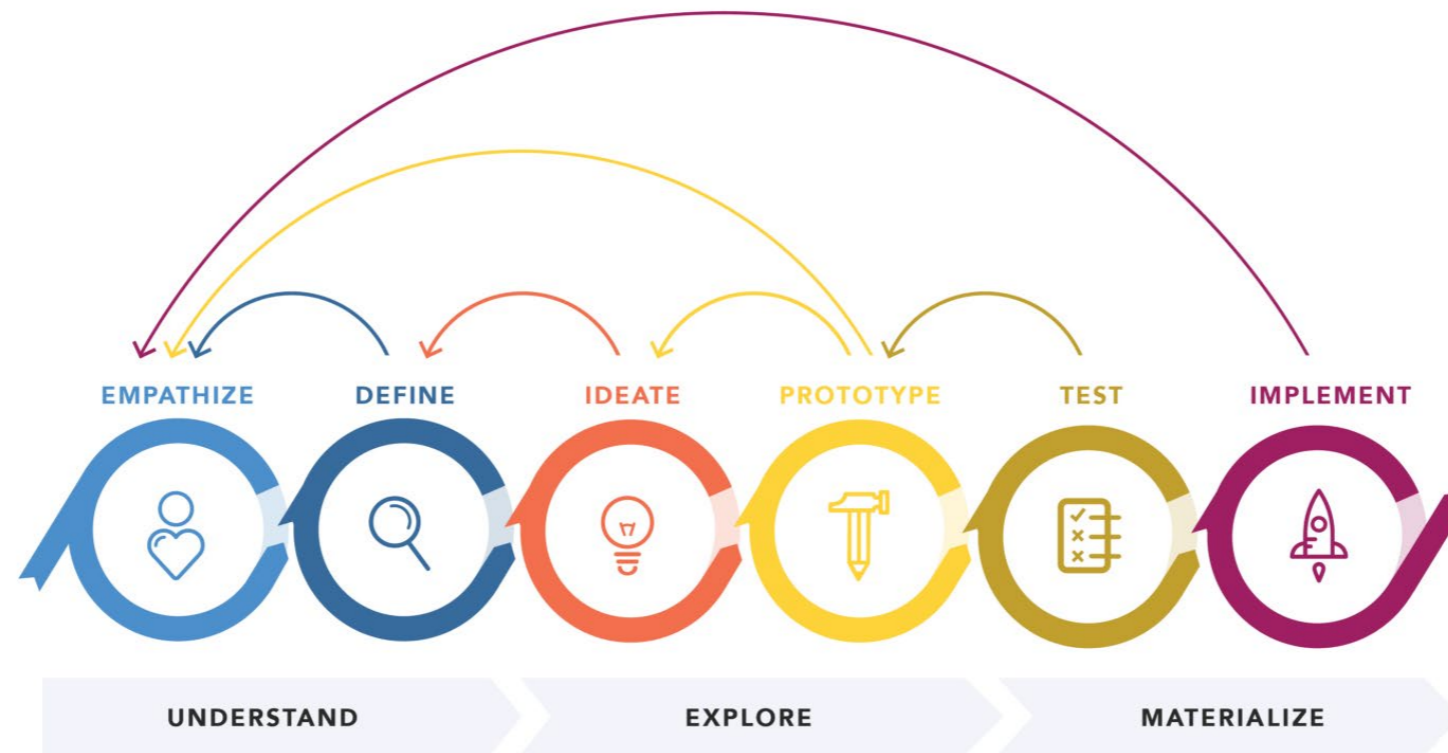 EMPATHIZE
DEFINE
IDEATE
PROTOTYPE
TEST
IMPLEMENT
UNDERSTAND
EXPLORE
MATERIALIZE